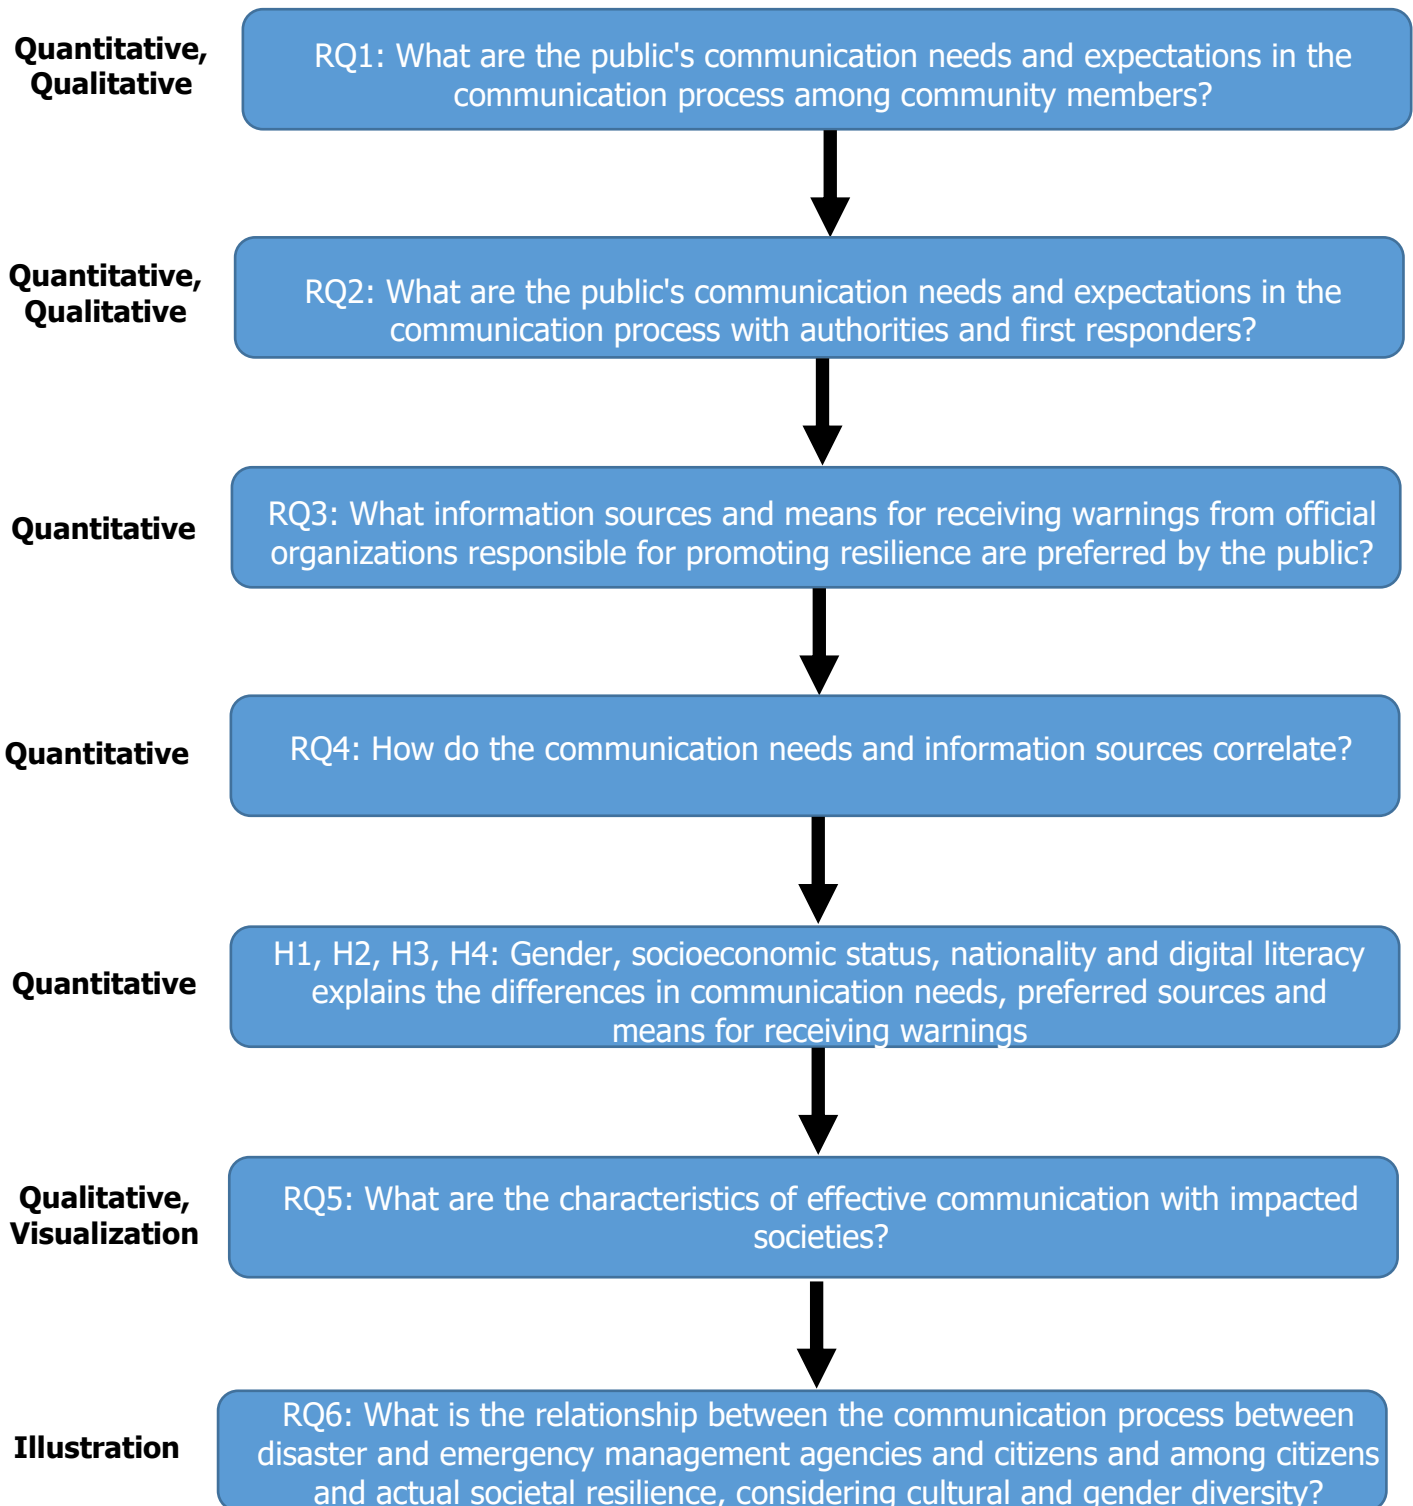 Quantitative,
Qualitative
RQ1: What are the public's communication needs and expectations in the
communication process among community members?
Quantitative,
Qualitative
RQ2: What are the public's communication needs and expectations in the
communication process with authorities and first responders?
Quantitative
RQ3: What information sources and means for receiving warnings from official
organizations responsible for promoting resilience are preferred by the public?
Quantitative
RQ4: How do the communication needs and information sources correlate?
Quantitative
H1, H2, H3, H4: Gender, socioeconomic status, nationality and digital literacy
explains the differences in communication needs, preferred sources and
means for receiving warnings
Qualitative,
Visualization
RQ5: What are the characteristics of effective communication with impacted
societies?
Illustration
RQ6: What is the relationship between the communication process between
disaster and emergency management agencies and citizens and among citizens
and actual societal resilience, considering cultural and gender diversity?